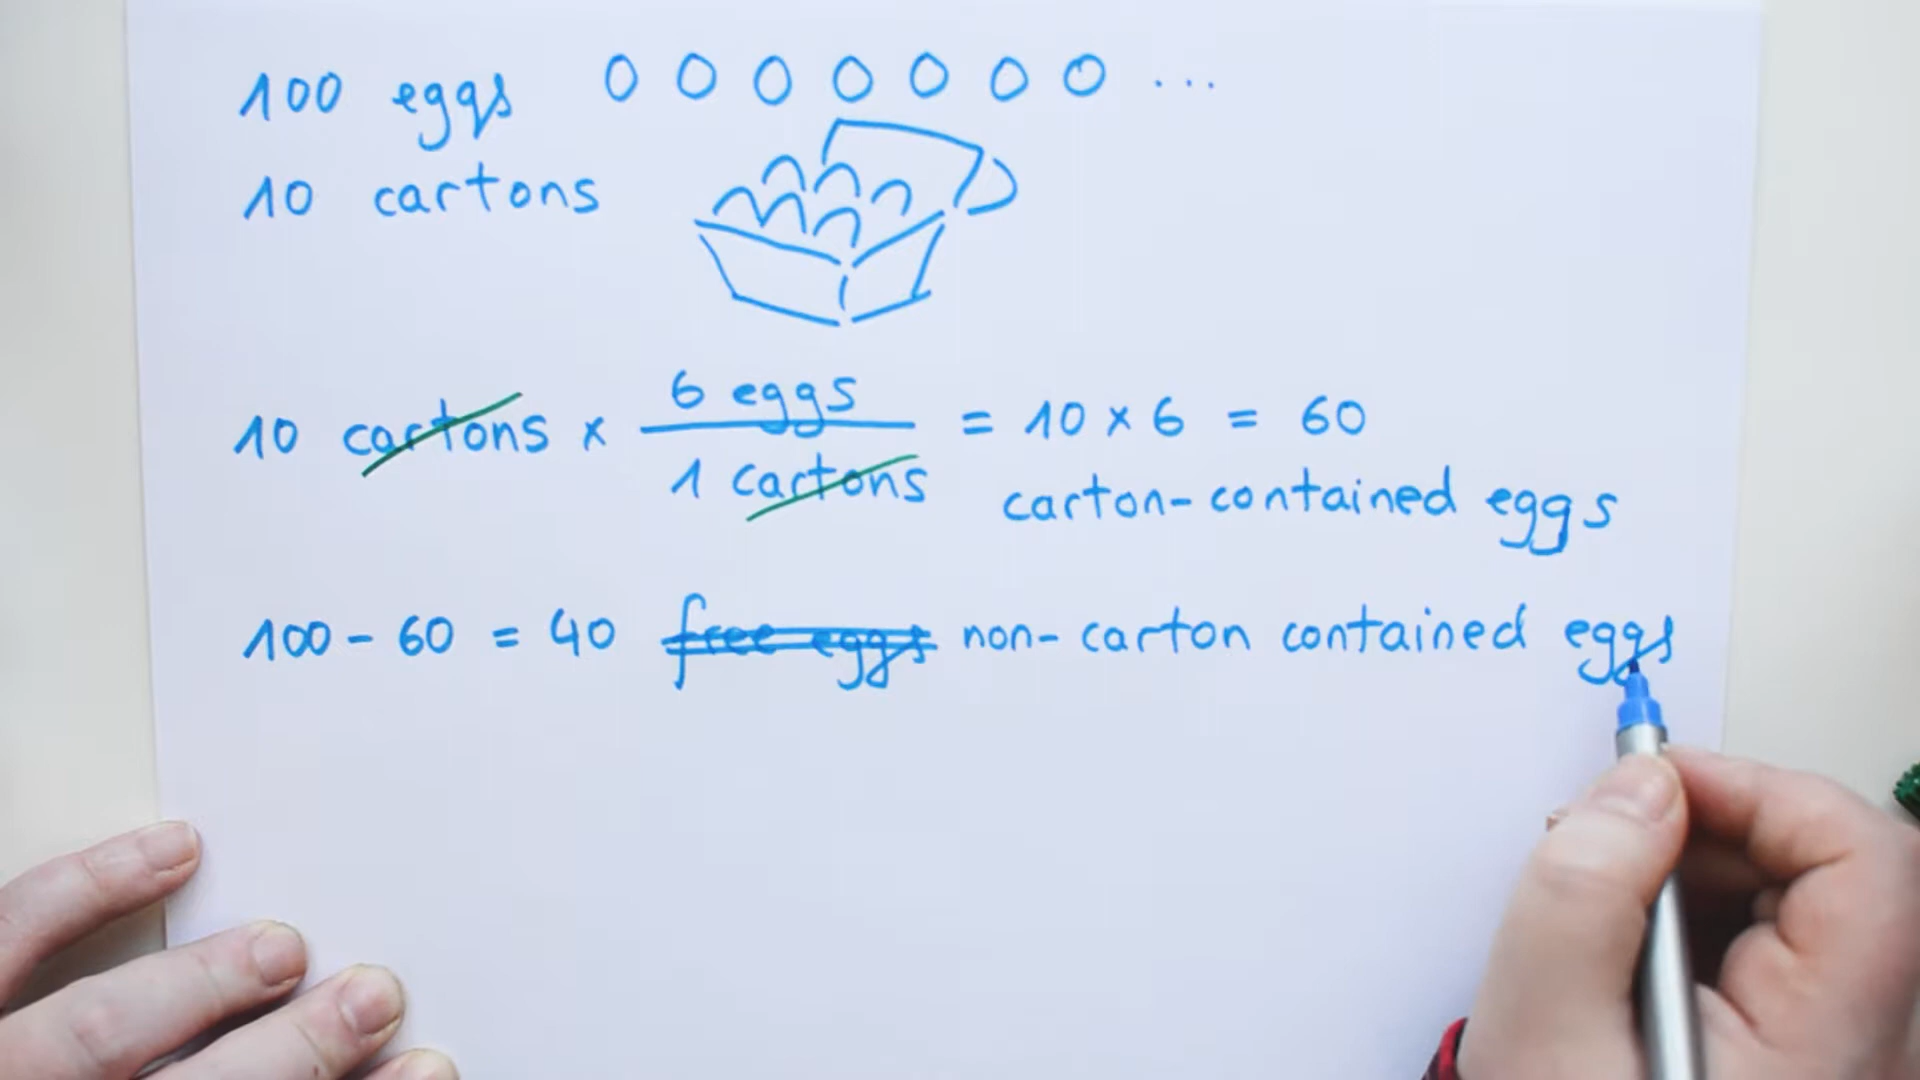 100 eggs 0 0 0 0 0 0 0 ...
10 cartons
10 cartons × 6 eggs / 1 cartons = 10 × 6 = 60
carton-contained eggs
100 - 60 = 40 free eggs non-carton contained eggs